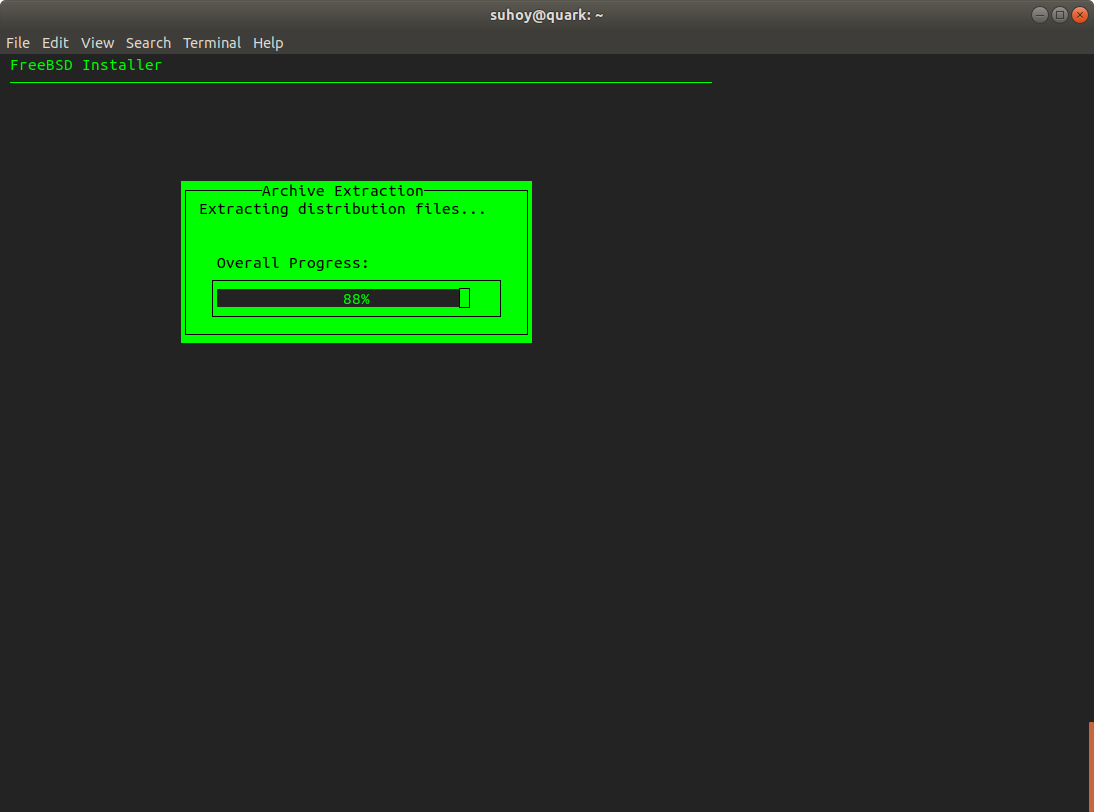 suhoy@quark: ~
File Edit View Search Terminal Help
FreeBSD Installer
Archive Extraction
Extracting distribution files...
Overall Progress:
88%